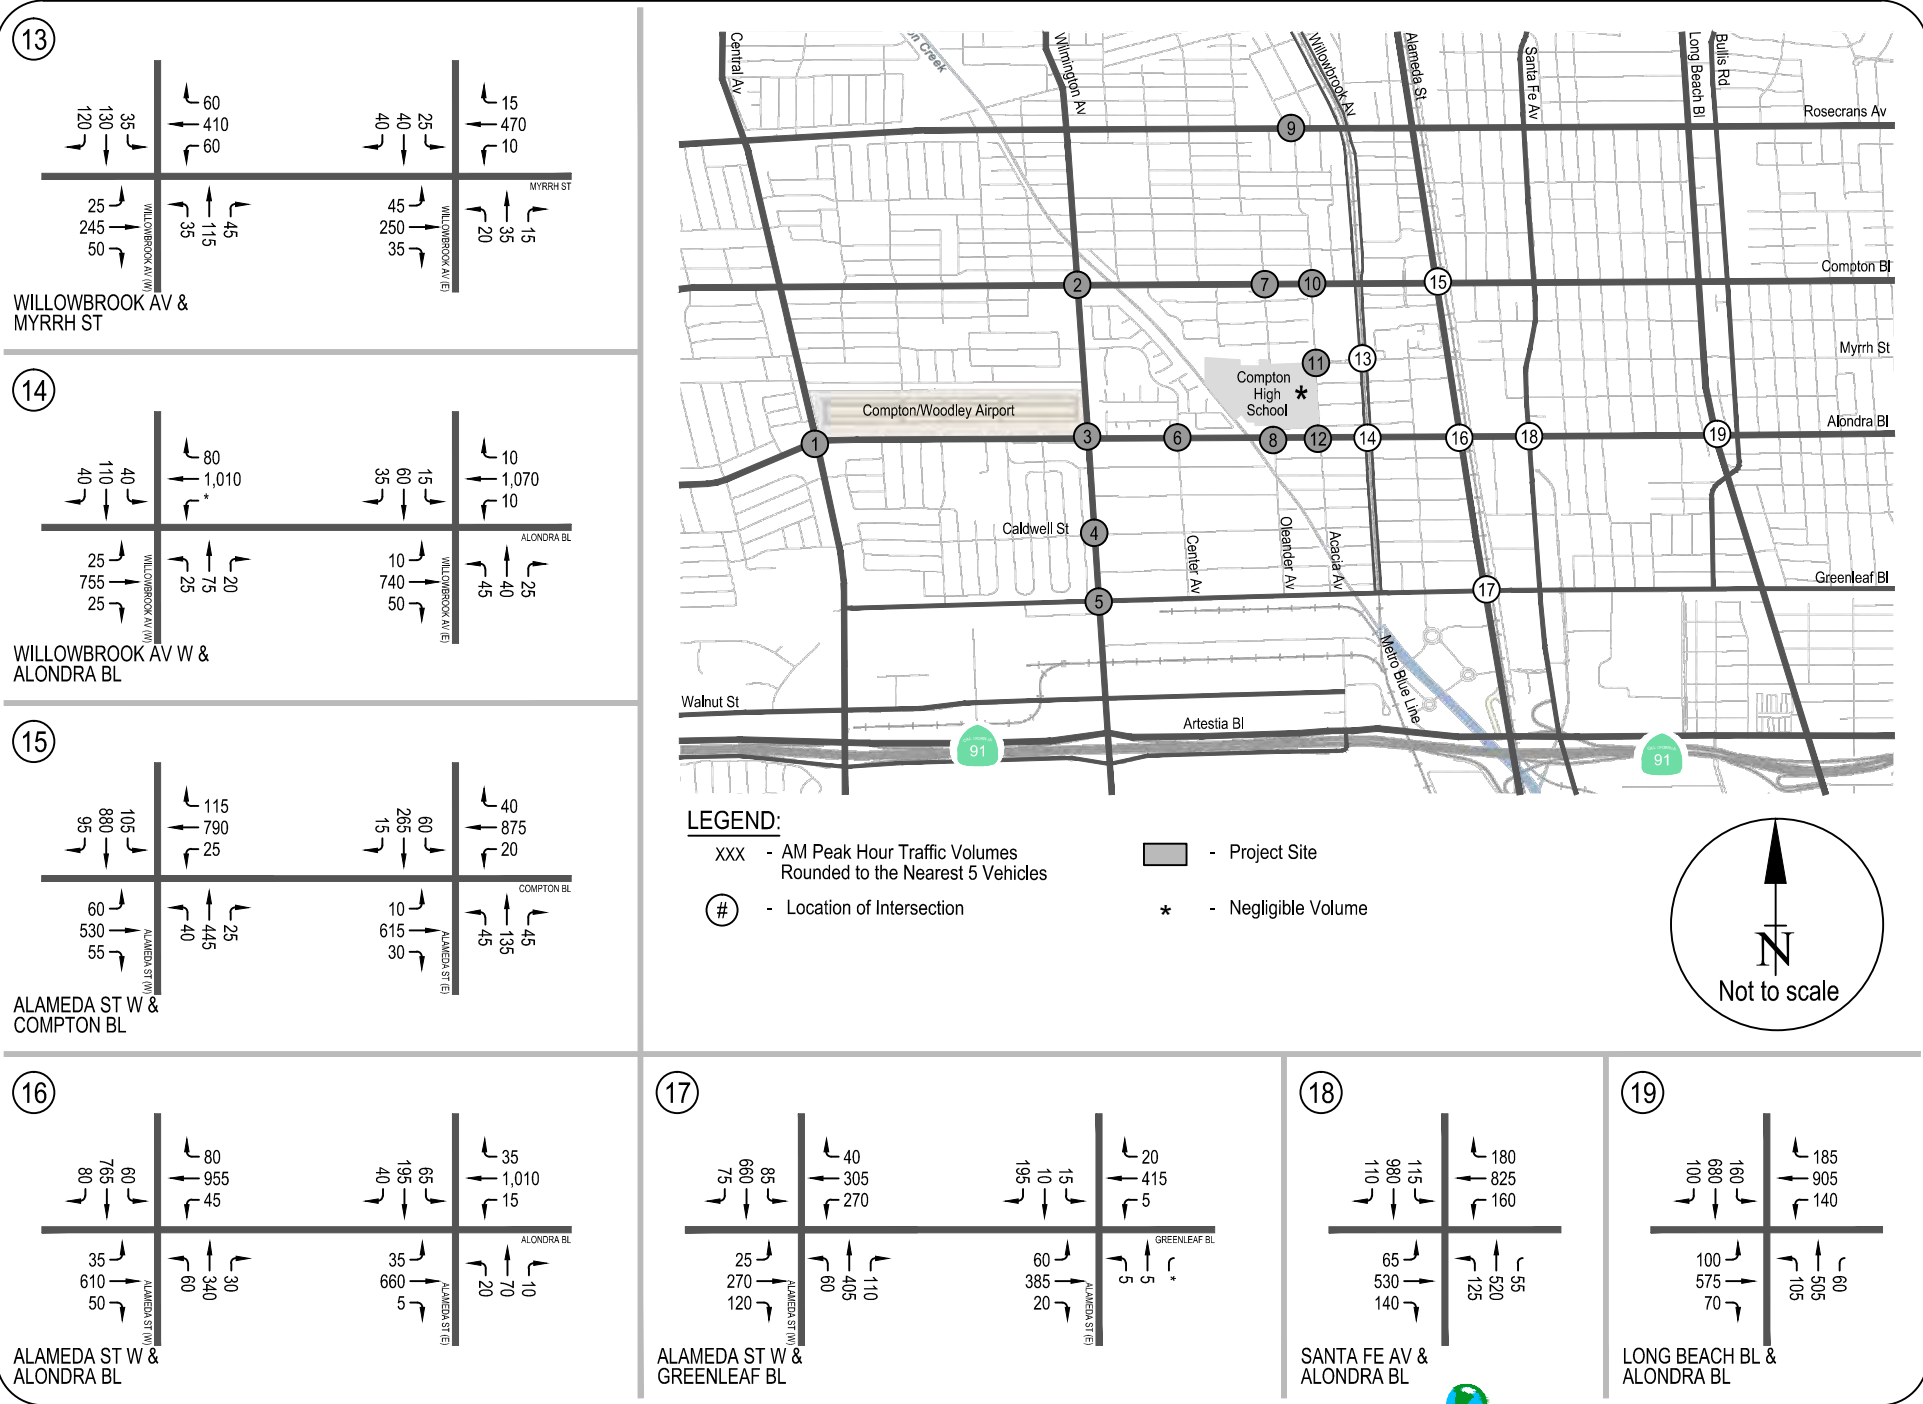 13
120
130
35
60
410
60
25
245
50
35
115
45
WILLOWBROOK AV (W)
40
40
25
15
470
10
MYRRH ST
45
250
35
20
35
15
WILLOWBROOK AV (E)
WILLOWBROOK AV &
MYRRH ST
14
40
110
40
80
1,010
*
25
755
25
25
75
20
WILLOWBROOK AV (W)
35
60
15
10
1,070
10
ALONDRA BL
10
740
50
45
40
25
WILLOWBROOK AV (E)
WILLOWBROOK AV W &
ALONDRA BL
15
95
880
105
115
790
25
60
530
55
40
445
25
ALAMEDA ST (W)
15
265
60
40
875
20
COMPTON BL
10
615
30
45
135
45
ALAMEDA ST (E)
ALAMEDA ST W &
COMPTON BL
16
80
765
60
80
955
45
35
610
50
60
340
30
ALAMEDA ST (W)
40
195
65
35
1,010
15
ALONDRA BL
35
660
5
20
70
10
ALAMEDA ST (E)
ALAMEDA ST W &
ALONDRA BL
17
75
660
85
40
305
270
25
270
120
60
405
110
ALAMEDA ST (W)
195
10
15
20
415
5
GREENLEAF BL
60
385
20
5
5
*
ALAMEDA ST (E)
ALAMEDA ST W &
GREENLEAF BL
18
110
980
115
180
825
160
65
530
140
125
520
55
SANTA FE AV &
ALONDRA BL
19
100
680
160
185
905
140
100
575
70
105
505
60
LONG BEACH BL &
ALONDRA BL
Central Av
on Creek
Wilmington Av
Willowbrook Av
Alameda St
Santa Fe Av
Long Beach Bl
Bullis Rd
Rosecrans Av
9
Compton Bl
2
7
10
15
Myrrh St
11
13
Compton
High
School
*
Compton/Woodley Airport
Alondra Bl
1
3
6
8
12
14
16
18
19
Caldwell St
4
Center Av
Oleander Av
Acacia Av
Greenleaf Bl
5
17
Metro Blue Line
Walnut St
Artestia Bl
91
91
LEGEND:
XXX - AM Peak Hour Traffic Volumes
Rounded to the Nearest 5 Vehicles
- Project Site
# - Location of Intersection
* - Negligible Volume
N
Not to scale